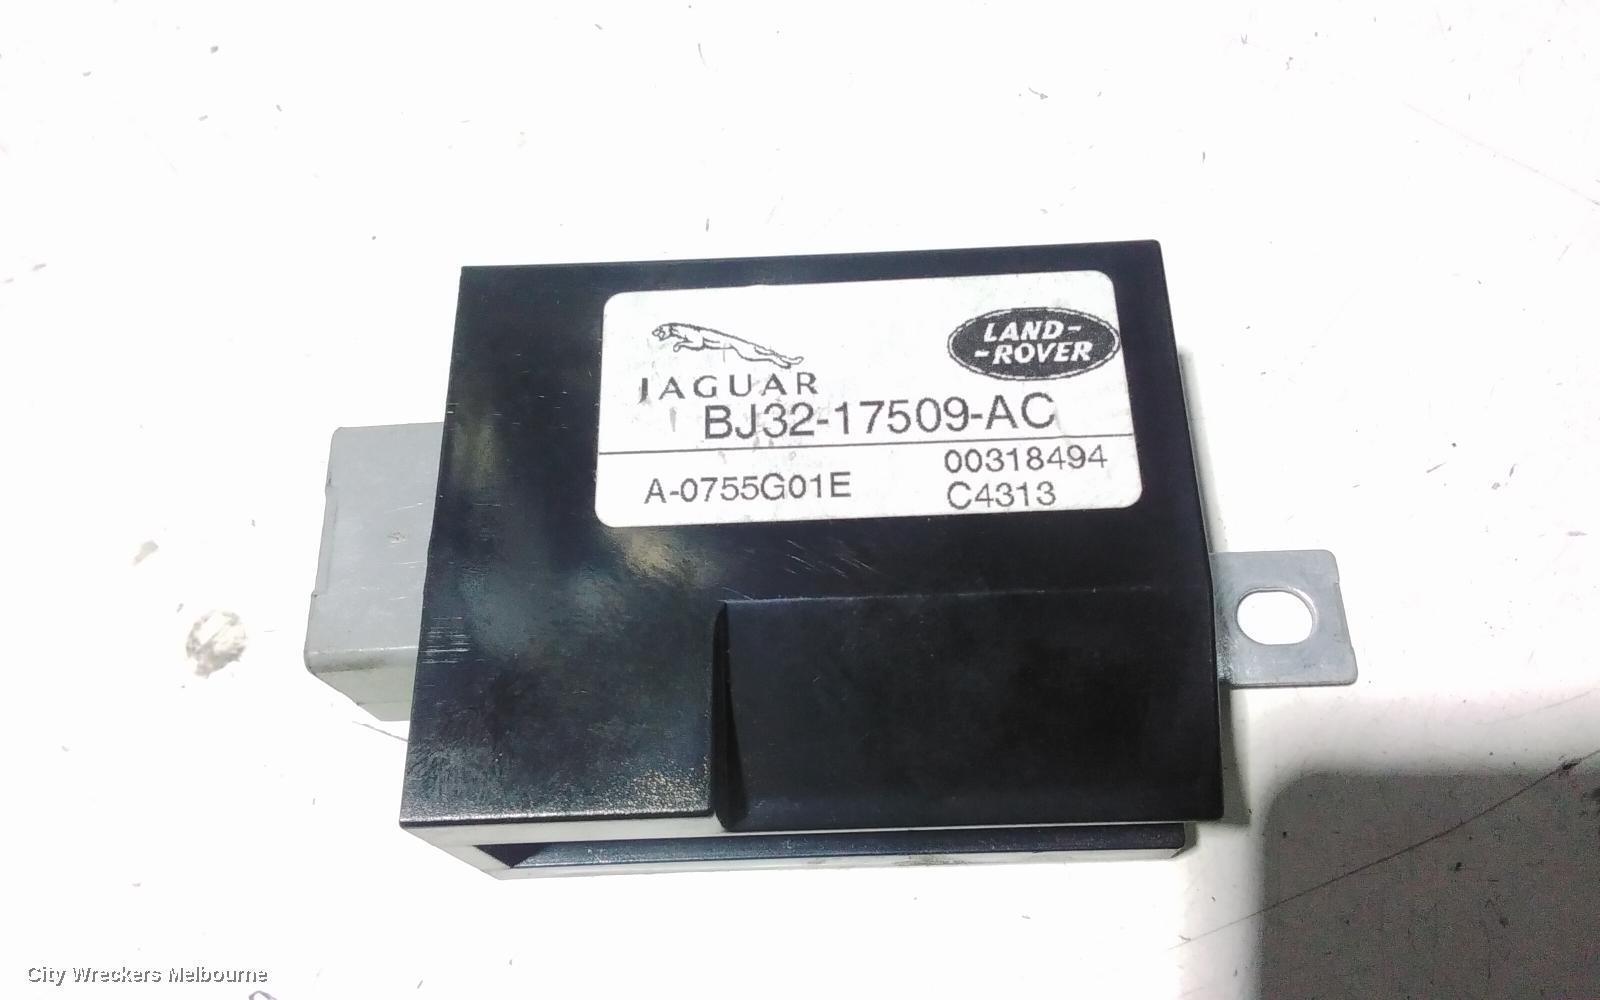 JAGUAR
LAND-
-ROVER
BJ32-17509-AC
A-0755G01E
00318494
C4313
City Wreckers Melbourne